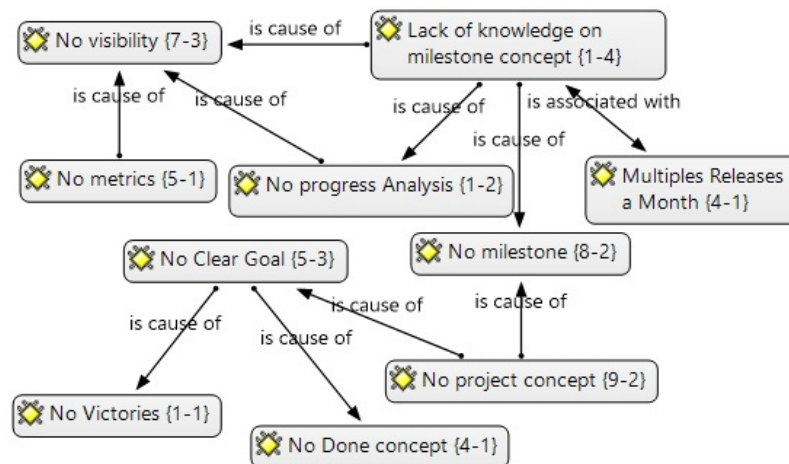 No visibility {7-3}
is cause of
Lack of knowledge on
milestone concept {1-4}
is cause of
is cause of
is cause of
is associated with
is cause of
No metrics {5-1}
No progress Analysis {1-2}
Multiples Releases
a Month {4-1}
No Clear Goal {5-3}
No milestone {8-2}
is cause of
is cause of
is cause of
is cause of
No project concept {9-2}
No Victories {1-1}
No Done concept {4-1}